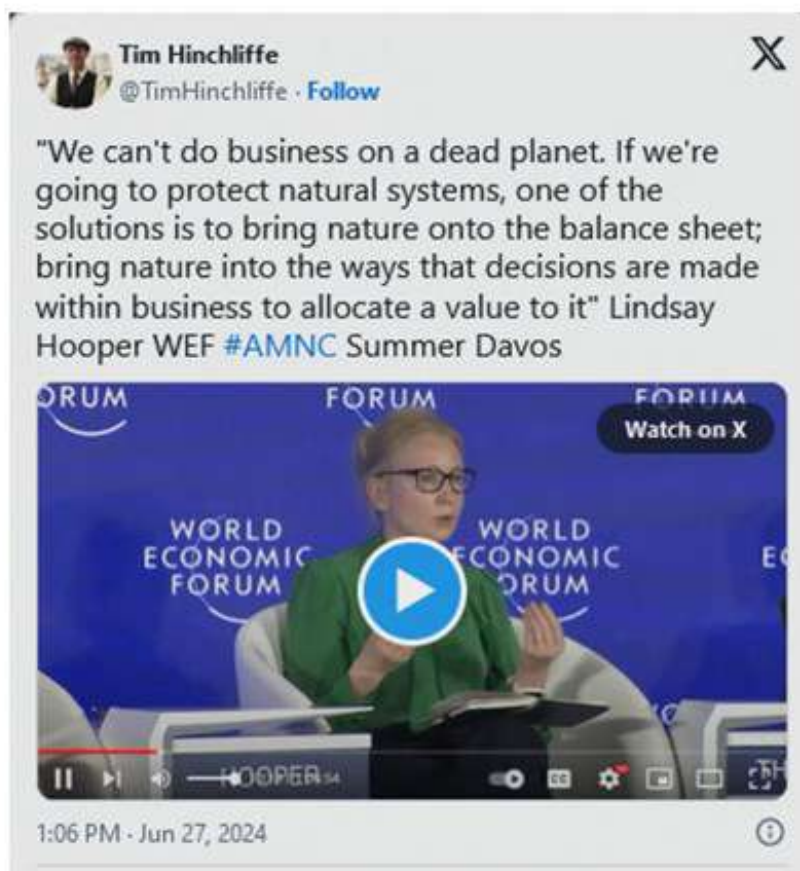 Tim Hinchliffe
@TimHinchliffe · Follow
"We can't do business on a dead planet. If we're
going to protect natural systems, one of the
solutions is to bring nature onto the balance sheet;
bring nature into the ways that decisions are made
within business to allocate a value to it" Lindsay
Hooper WEF #AMNC Summer Davos
ORUM
FORUM
FORUM
Watch on X
WORLD
ECONOMIC
FORUM
WORLD
ECONOMIC
FORUM
HOOPER
CC
TH
1:06 PM · Jun 27, 2024